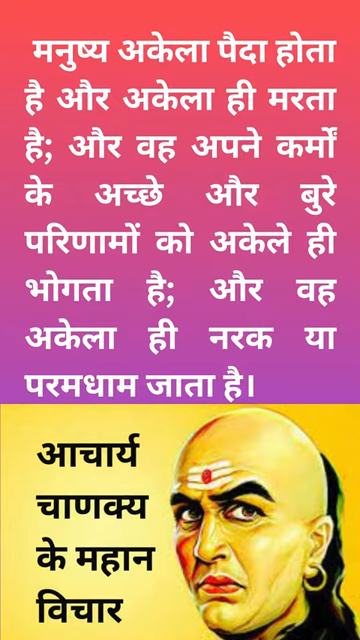 मनुष्य अकेला पैदा होता
है और अकेला ही मरता
है; और वह अपने कर्मों
के अच्छे और बुरे
परिणामों को अकेले ही
भोगता है; और वह
अकेला ही नरक या
परमधाम जाता है।
आचार्य
चाणक्य
के महान
विचार